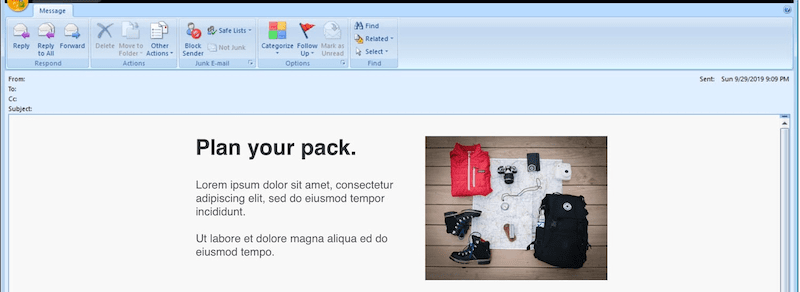 Message
Reply
Reply to All
Forward
Respond
Delete
Move to Folder
Other Actions
Actions
Block Sender
Safe Lists
Not Junk
Junk E-mail
Categorize
Follow Up
Mark as Unread
Options
Find
Related
Select
Find
From:
Sent: Sun 9/29/2019 9:09 PM
To:
Cc:
Subject:
Plan your pack.
Lorem ipsum dolor sit amet, consectetur
adipiscing elit, sed do eiusmod tempor
incididunt.
Ut labore et dolore magna aliqua ed do
eiusmod tempo.